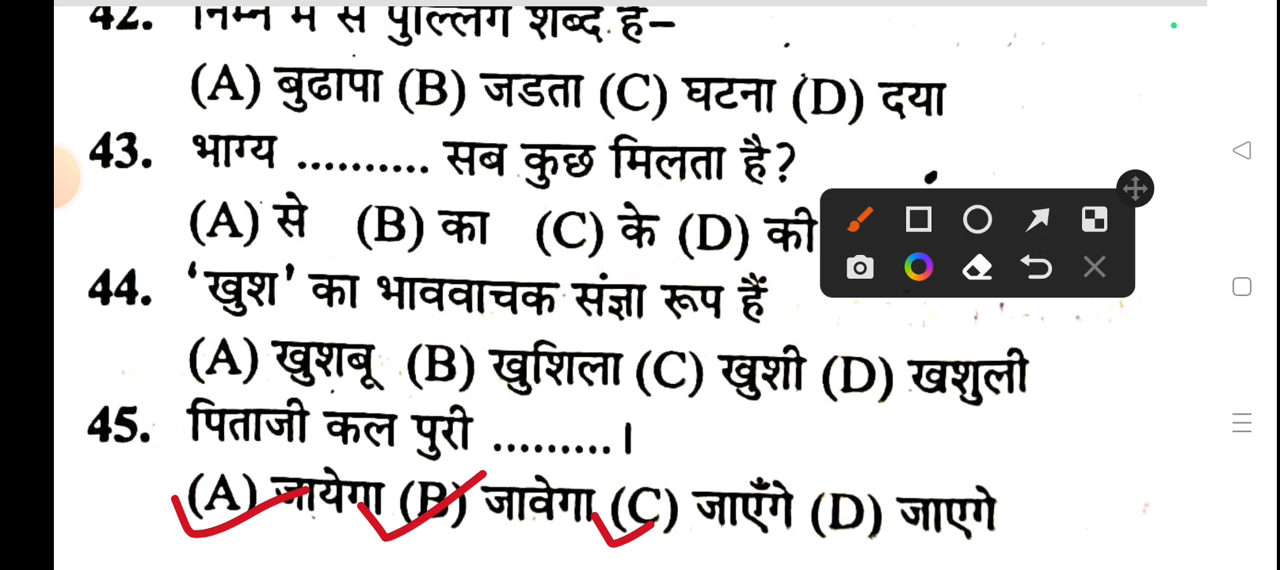 42. निम्न में से पुल्लिंग शब्द है–
(A) बुढापा (B) जडता (C) घटना (D) दया
43. भाग्य .......... सब कुछ मिलता है?
(A) से (B) का (C) के (D) की
44. 'खुश' का भाववाचक संज्ञा रूप हैं
(A) खुशबू (B) खुशिला (C) खुशी (D) खशुली
45. पिताजी कल पुरी .........।
(A) जायेगा (B) जावेगा (C) जाएँगे (D) जाएगे